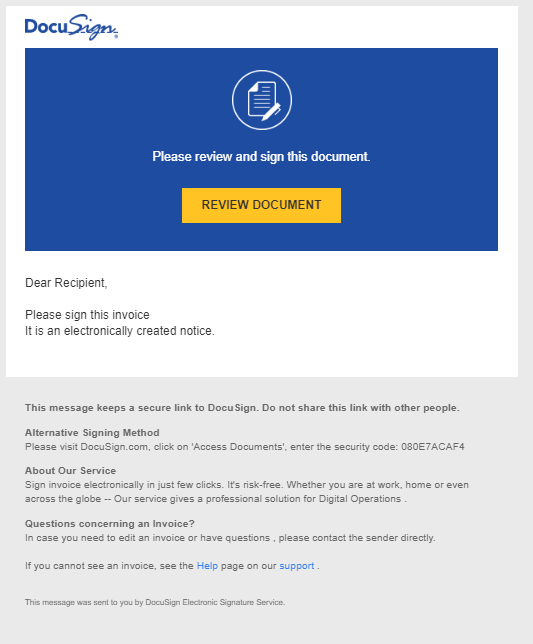 DocuSign®
Please review and sign this document.
REVIEW DOCUMENT
Dear Recipient,
Please sign this invoice
It is an electronically created notice.
This message keeps a secure link to DocuSign. Do not share this link with other people.
Alternative Signing Method
Please visit DocuSign.com, click on 'Access Documents', enter the security code: 080E7ACAF4
About Our Service
Sign invoice electronically in just few clicks. It's risk-free. Whether you are at work, home or even
across the globe -- Our service gives a professional solution for Digital Operations .
Questions concerning an Invoice?
In case you need to edit an invoice or have questions , please contact the sender directly.
If you cannot see an invoice, see the Help page on our support .
This message was sent to you by DocuSign Electronic Signature Service.